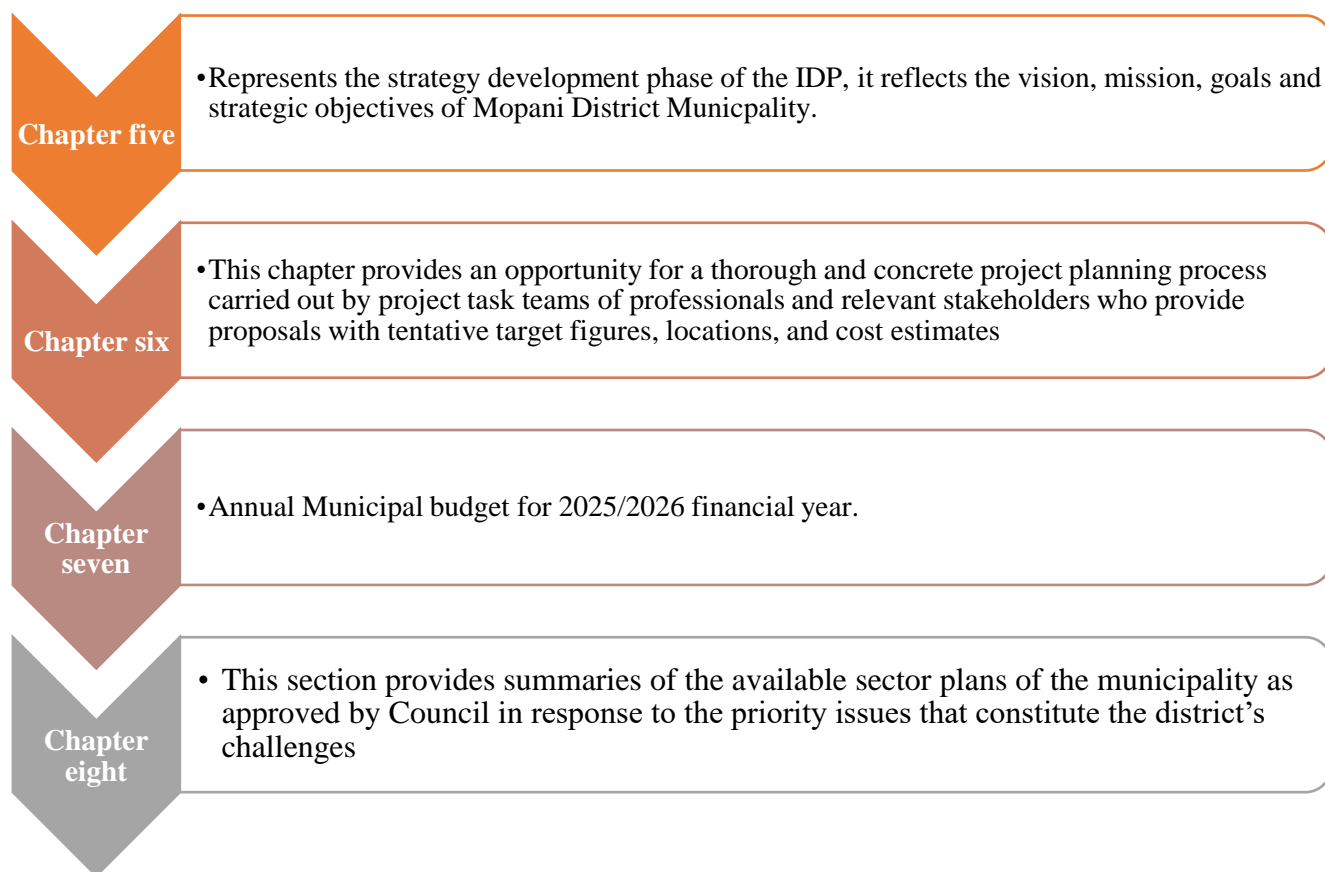 •Represents the strategy development phase of the IDP, it reflects the vision, mission, goals and
strategic objectives of Mopani District Municpality.
Chapter five
•This chapter provides an opportunity for a thorough and concrete project planning process
carried out by project task teams of professionals and relevant stakeholders who provide
proposals with tentative target figures, locations, and cost estimates
Chapter six
•Annual Municipal budget for 2025/2026 financial year.
Chapter
seven
• This section provides summaries of the available sector plans of the municipality as
approved by Council in response to the priority issues that constitute the district’s
challenges
Chapter
eight